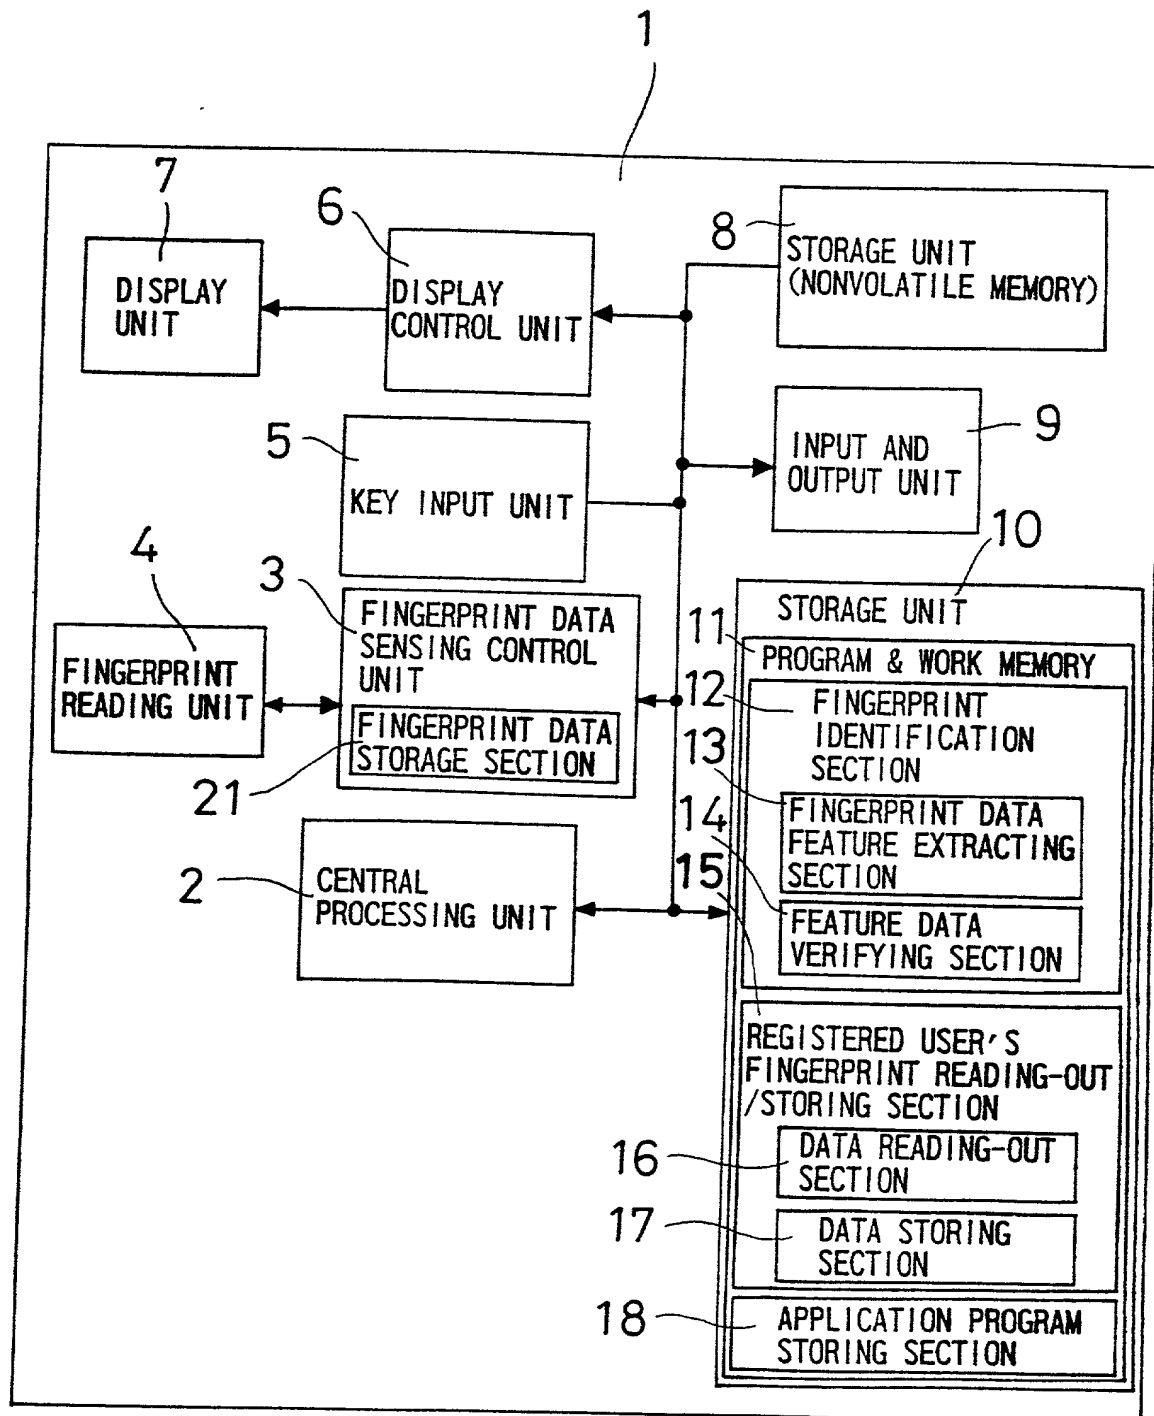 1
7
DISPLAY
UNIT
6
DISPLAY
CONTROL UNIT
8
STORAGE UNIT
(NONVOLATILE MEMORY)
5
KEY INPUT UNIT
9
INPUT AND
OUTPUT UNIT
4
FINGERPRINT
READING UNIT
3
FINGERPRINT DATA
SENSING CONTROL
UNIT
FINGERPRINT DATA
STORAGE SECTION
21
2
CENTRAL
PROCESSING UNIT
10
STORAGE UNIT
11
PROGRAM & WORK MEMORY
12
FINGERPRINT
IDENTIFICATION
SECTION
13
FINGERPRINT DATA
FEATURE EXTRACTING
SECTION
14
FEATURE DATA
VERIFYING SECTION
15
REGISTERED USER'S
FINGERPRINT READING-OUT
/STORING SECTION
16
DATA READING-OUT
SECTION
17
DATA STORING
SECTION
18
APPLICATION PROGRAM
STORING SECTION